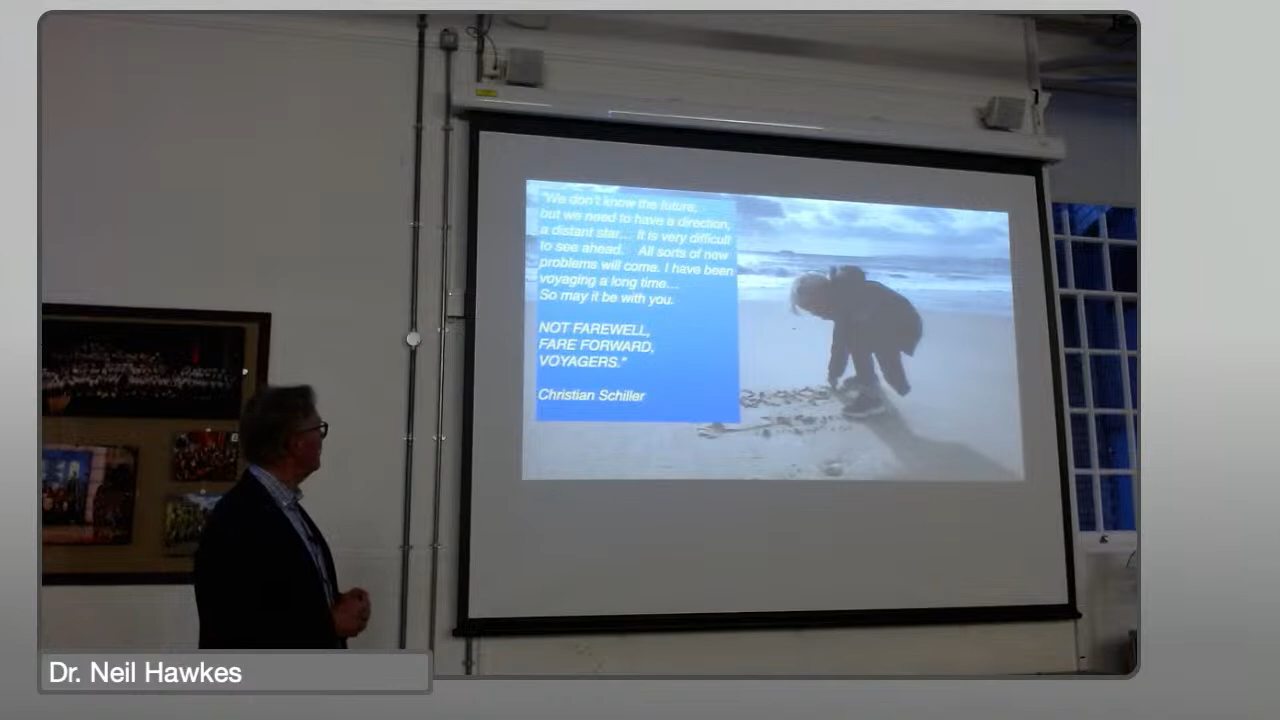 "We don't know the future,
but we need to have a direction,
a distant star... It is very difficult
to see ahead. All sorts of new
problems will come. I have been
voyaging a long time...
So may it be with you.
NOT FAREWELL,
FARE FORWARD,
VOYAGERS."
Christian Schiller
Dr. Neil Hawkes